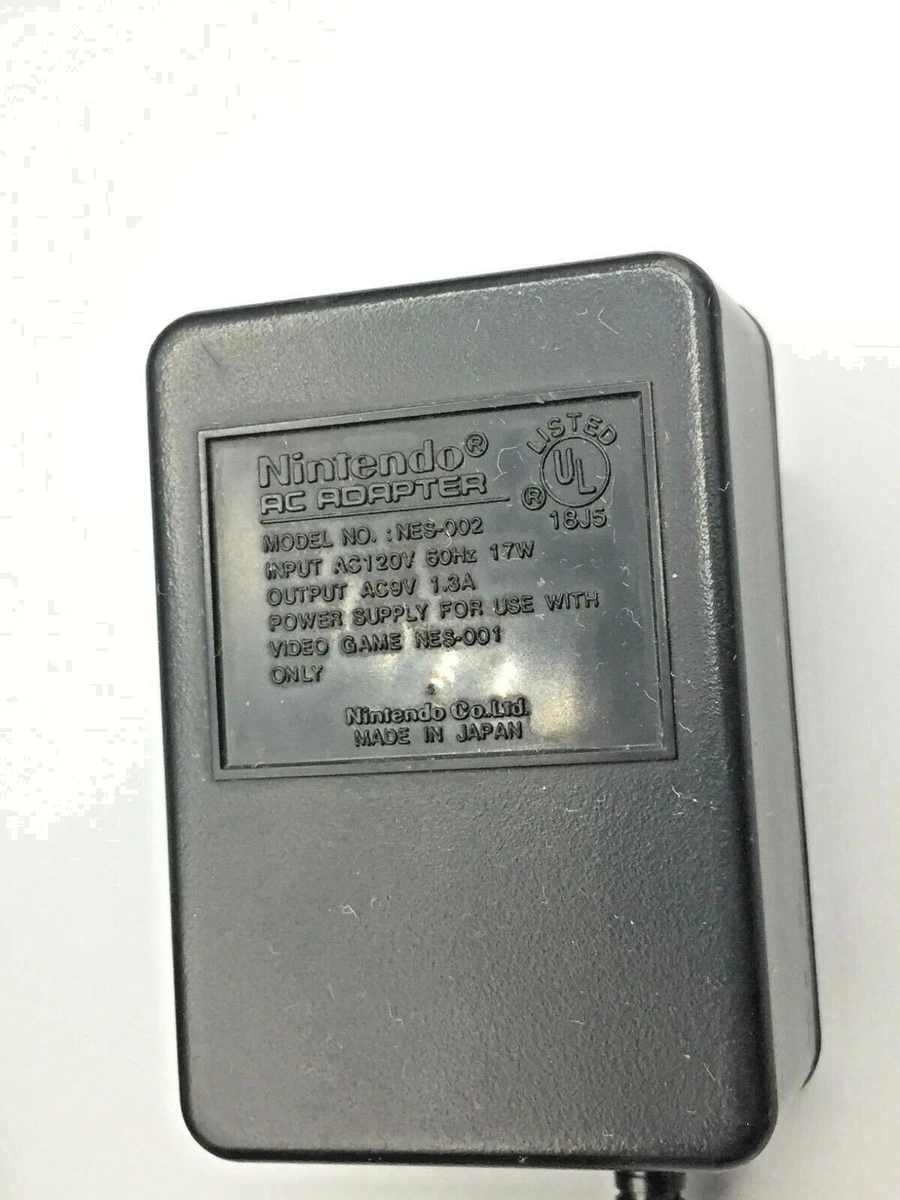 Nintendo®
AC ADAPTER
LISTED
UL
®
18J5
MODEL NO. : NES-002
INPUT AC120V 60Hz 17W
OUTPUT AC9V 1.3A
POWER SUPPLY FOR USE WITH
VIDEO GAME NES-001
ONLY
Nintendo Co.Ltd.
MADE IN JAPAN